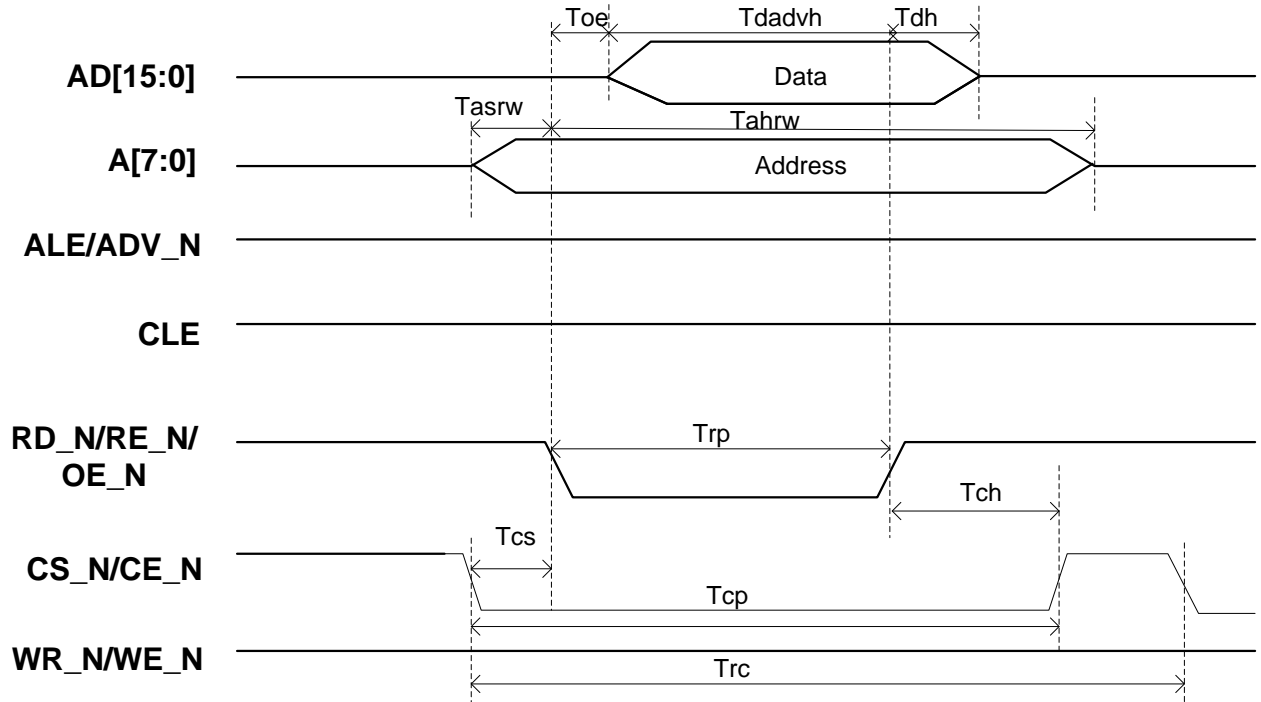 Toe Tdadvh Tdh
AD[15:0] Data
Tasrw Tahrw
A[7:0] Address
ALE/ADV_N
CLE
RD_N/RE_N/
OE_N
Trp
Tch
Tcs
CS_N/CE_N
Tcp
WR_N/WE_N
Trc